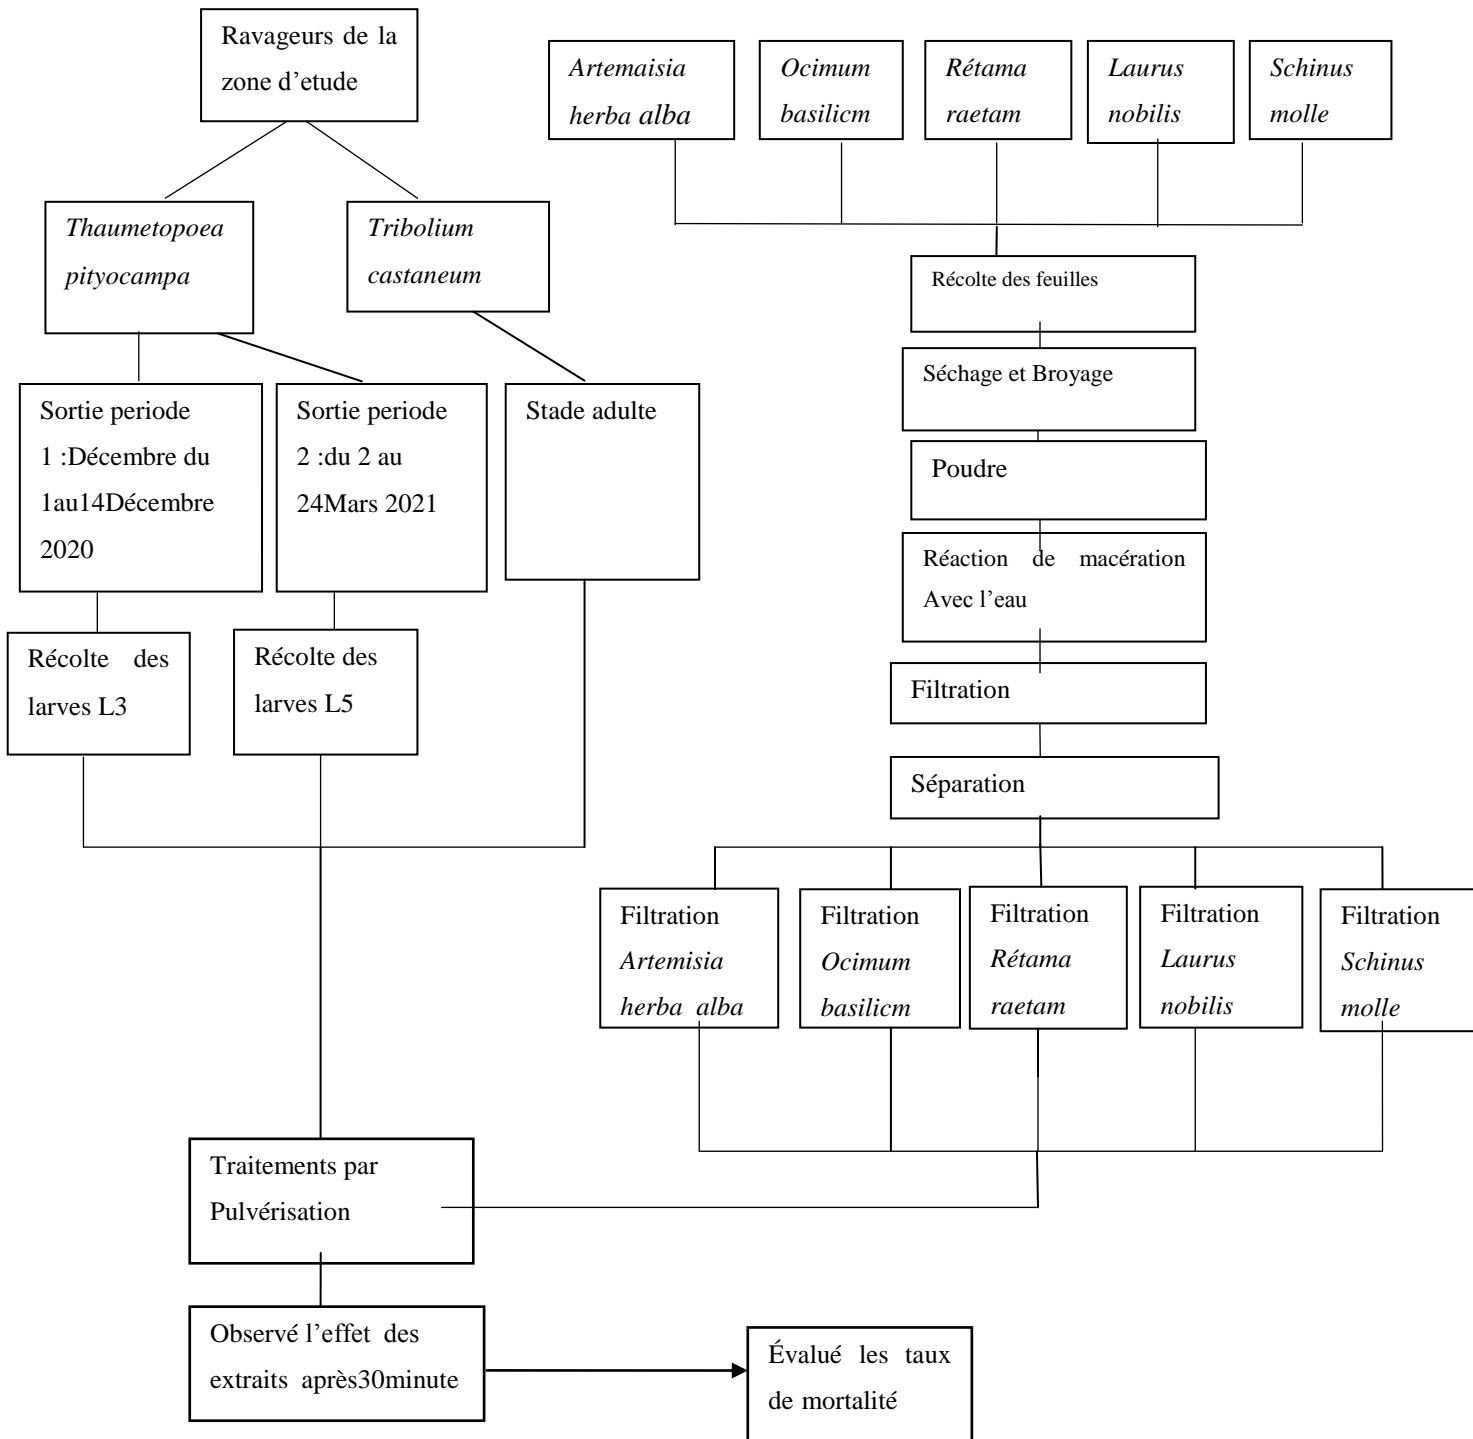 Ravageurs de la
zone d’etude
Artemaisia
herba alba
Ocimum
basilicm
Rétama
raetam
Laurus
nobilis
Schinus
molle
Thaumetopoea
pityocampa
Tribolium
castaneum
Récolte des feuilles
Séchage et Broyage
Poudre
Réaction de macération
Avec l’eau
Filtration
Séparation
Sortie periode
1 :Décembre du
1au14Décembre
2020
Sortie periode
2 :du 2 au
24Mars 2021
Stade adulte
Récolte des
larves L3
Récolte des
larves L5
Filtration
Artemisia
herba alba
Filtration
Ocimum
basilicm
Filtration
Rétama
raetam
Filtration
Laurus
nobilis
Filtration
Schinus
molle
Traitements par
Pulvérisation
Observé l’effet des
extraits après30minute
Évalué les taux
de mortalité